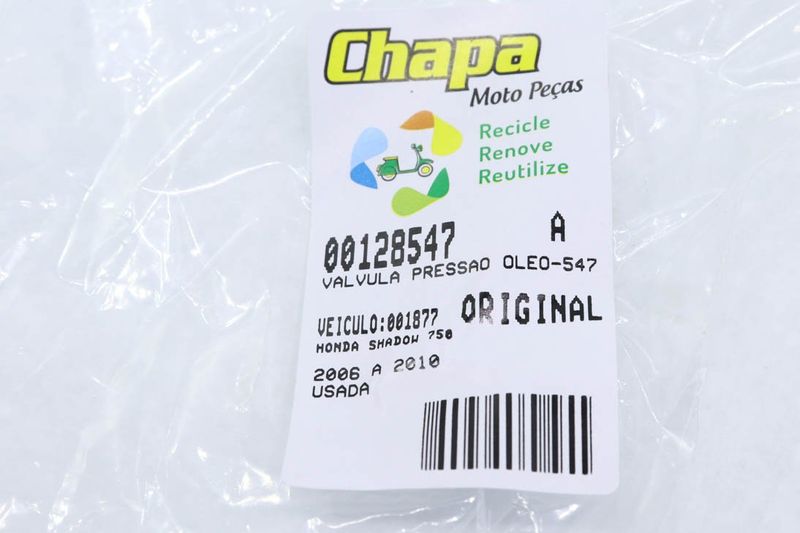 Chapa
Moto Peças
Recicle
Renove
Reutilize
00128547 A
VALVULA PRESSAO OLEO-547
VEICULO:001877 ORIGINAL
HONDA SHADOW 750
2006 A 2010
USADA